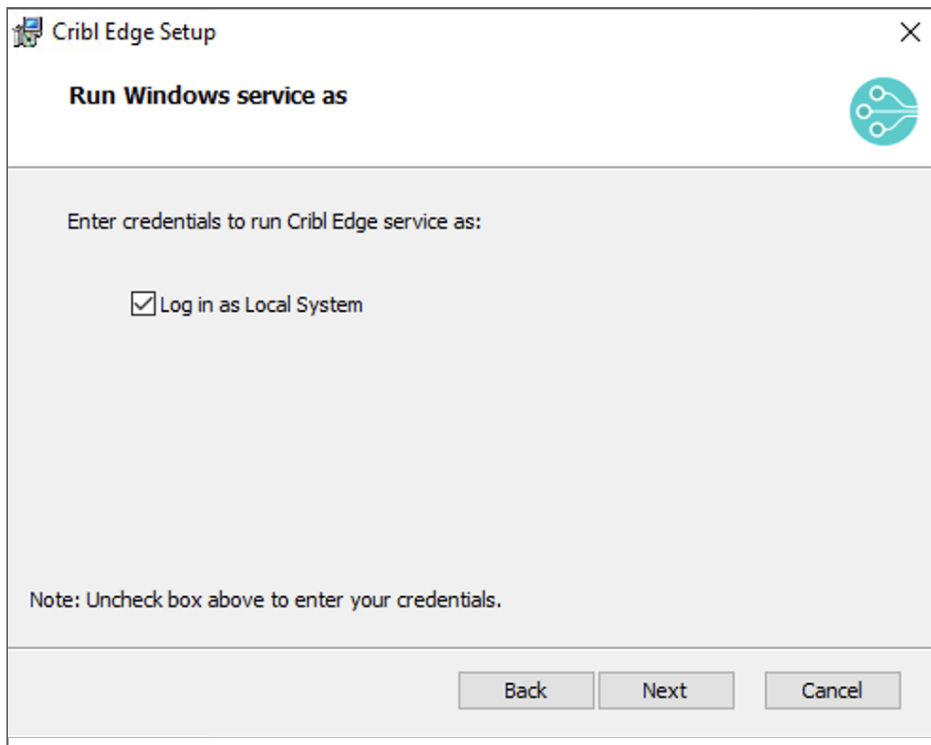 Cribl Edge Setup
Run Windows service as
Enter credentials to run Cribl Edge service as:
Log in as Local System
Note: Uncheck box above to enter your credentials.
Back Next Cancel